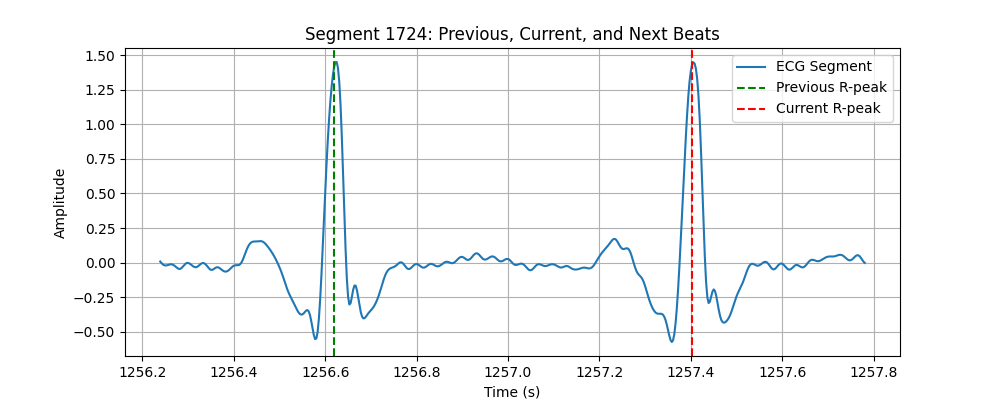 Segment 1724: Previous, Current, and Next Beats
1.50
1.25
1.00
0.75
0.50
0.25
0.00
−0.25
−0.50
Amplitude
ECG Segment
Previous R-peak
Current R-peak
1256.2 1256.4 1256.6 1256.8 1257.0 1257.2 1257.4 1257.6 1257.8
Time (s)